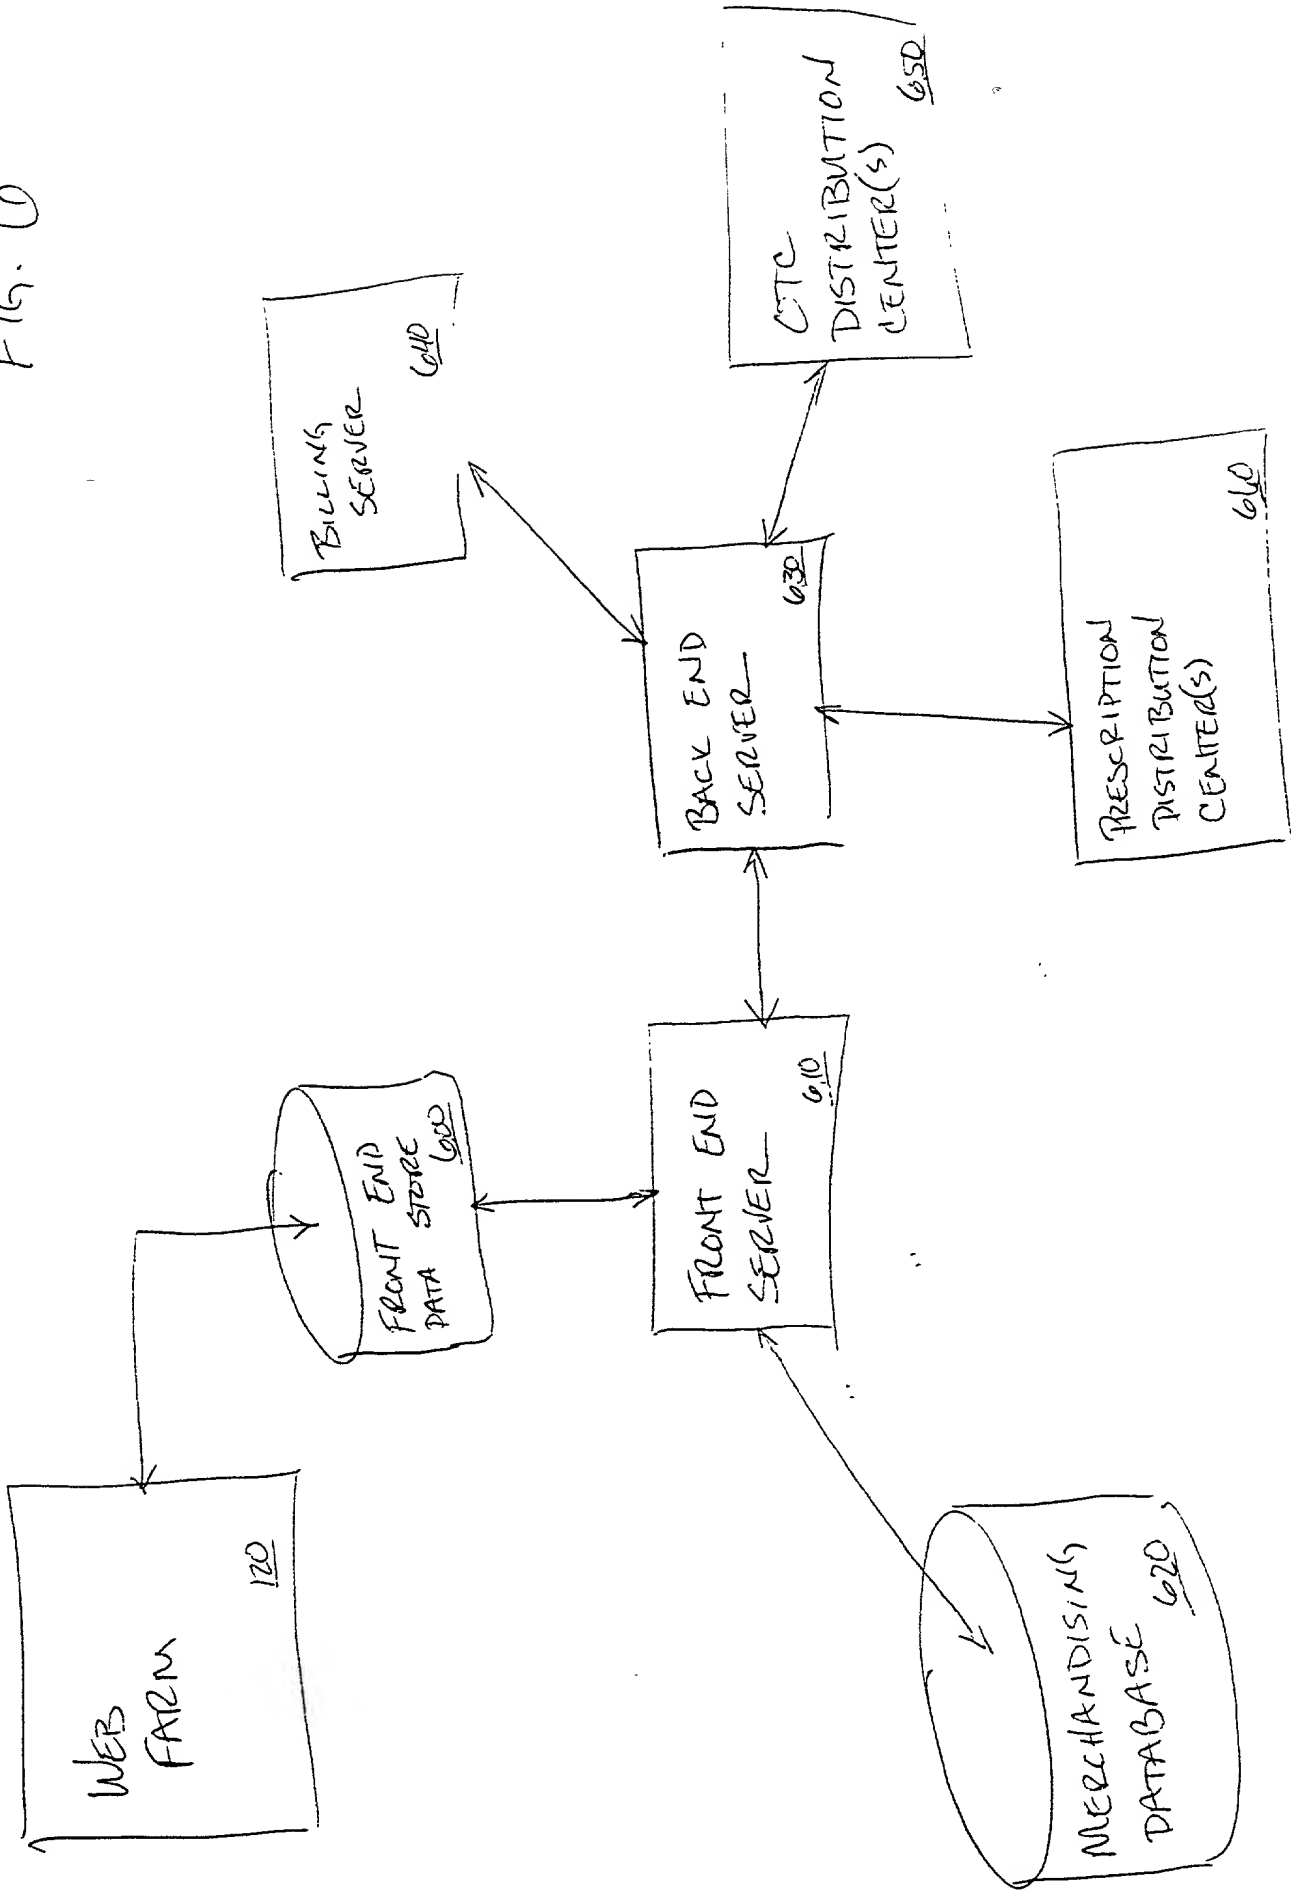 FIG. 6
WEB
FARM
120
FRONT END
DATA STORE
600
BILLING
SERVER
640
FRONT END
SERVER
610
BACK END
SERVER
630
OTC
DISTRIBUTION
CENTER(S)
650
MERCHANDISING
DATABASE
620
PRESCRIPTION
DISTRIBUTION
CENTER(S)
660